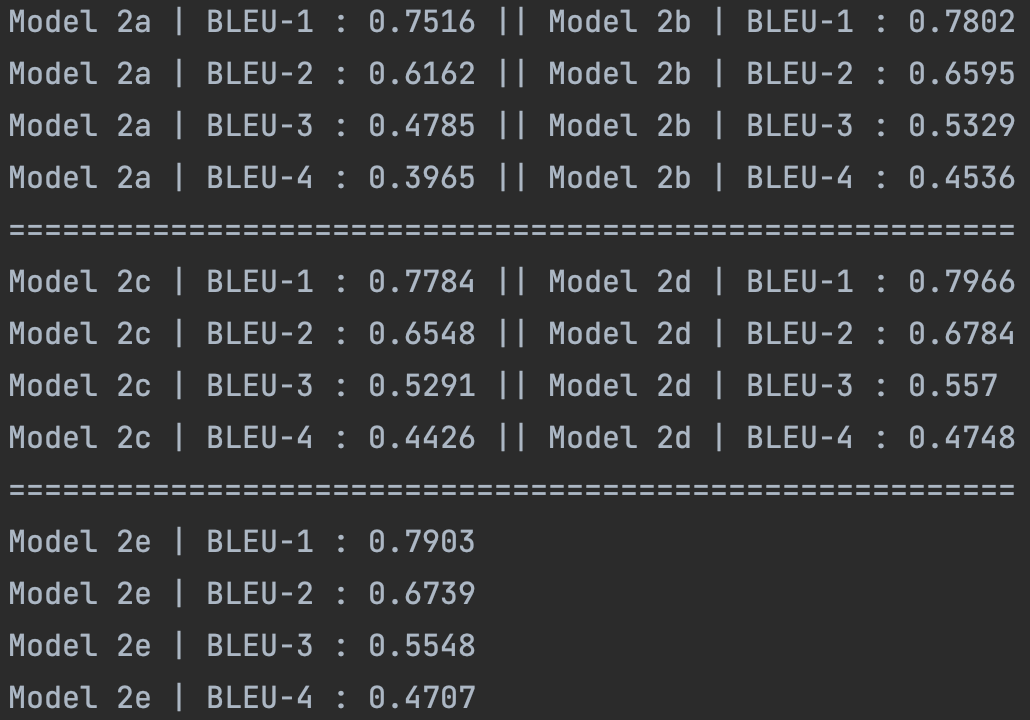 Model 2a | BLEU-1 : 0.7516 || Model 2b | BLEU-1 : 0.7802
Model 2a | BLEU-2 : 0.6162 || Model 2b | BLEU-2 : 0.6595
Model 2a | BLEU-3 : 0.4785 || Model 2b | BLEU-3 : 0.5329
Model 2a | BLEU-4 : 0.3965 || Model 2b | BLEU-4 : 0.4536
========================================================
Model 2c | BLEU-1 : 0.7784 || Model 2d | BLEU-1 : 0.7966
Model 2c | BLEU-2 : 0.6548 || Model 2d | BLEU-2 : 0.6784
Model 2c | BLEU-3 : 0.5291 || Model 2d | BLEU-3 : 0.557
Model 2c | BLEU-4 : 0.4426 || Model 2d | BLEU-4 : 0.4748
========================================================
Model 2e | BLEU-1 : 0.7903
Model 2e | BLEU-2 : 0.6739
Model 2e | BLEU-3 : 0.5548
Model 2e | BLEU-4 : 0.4707